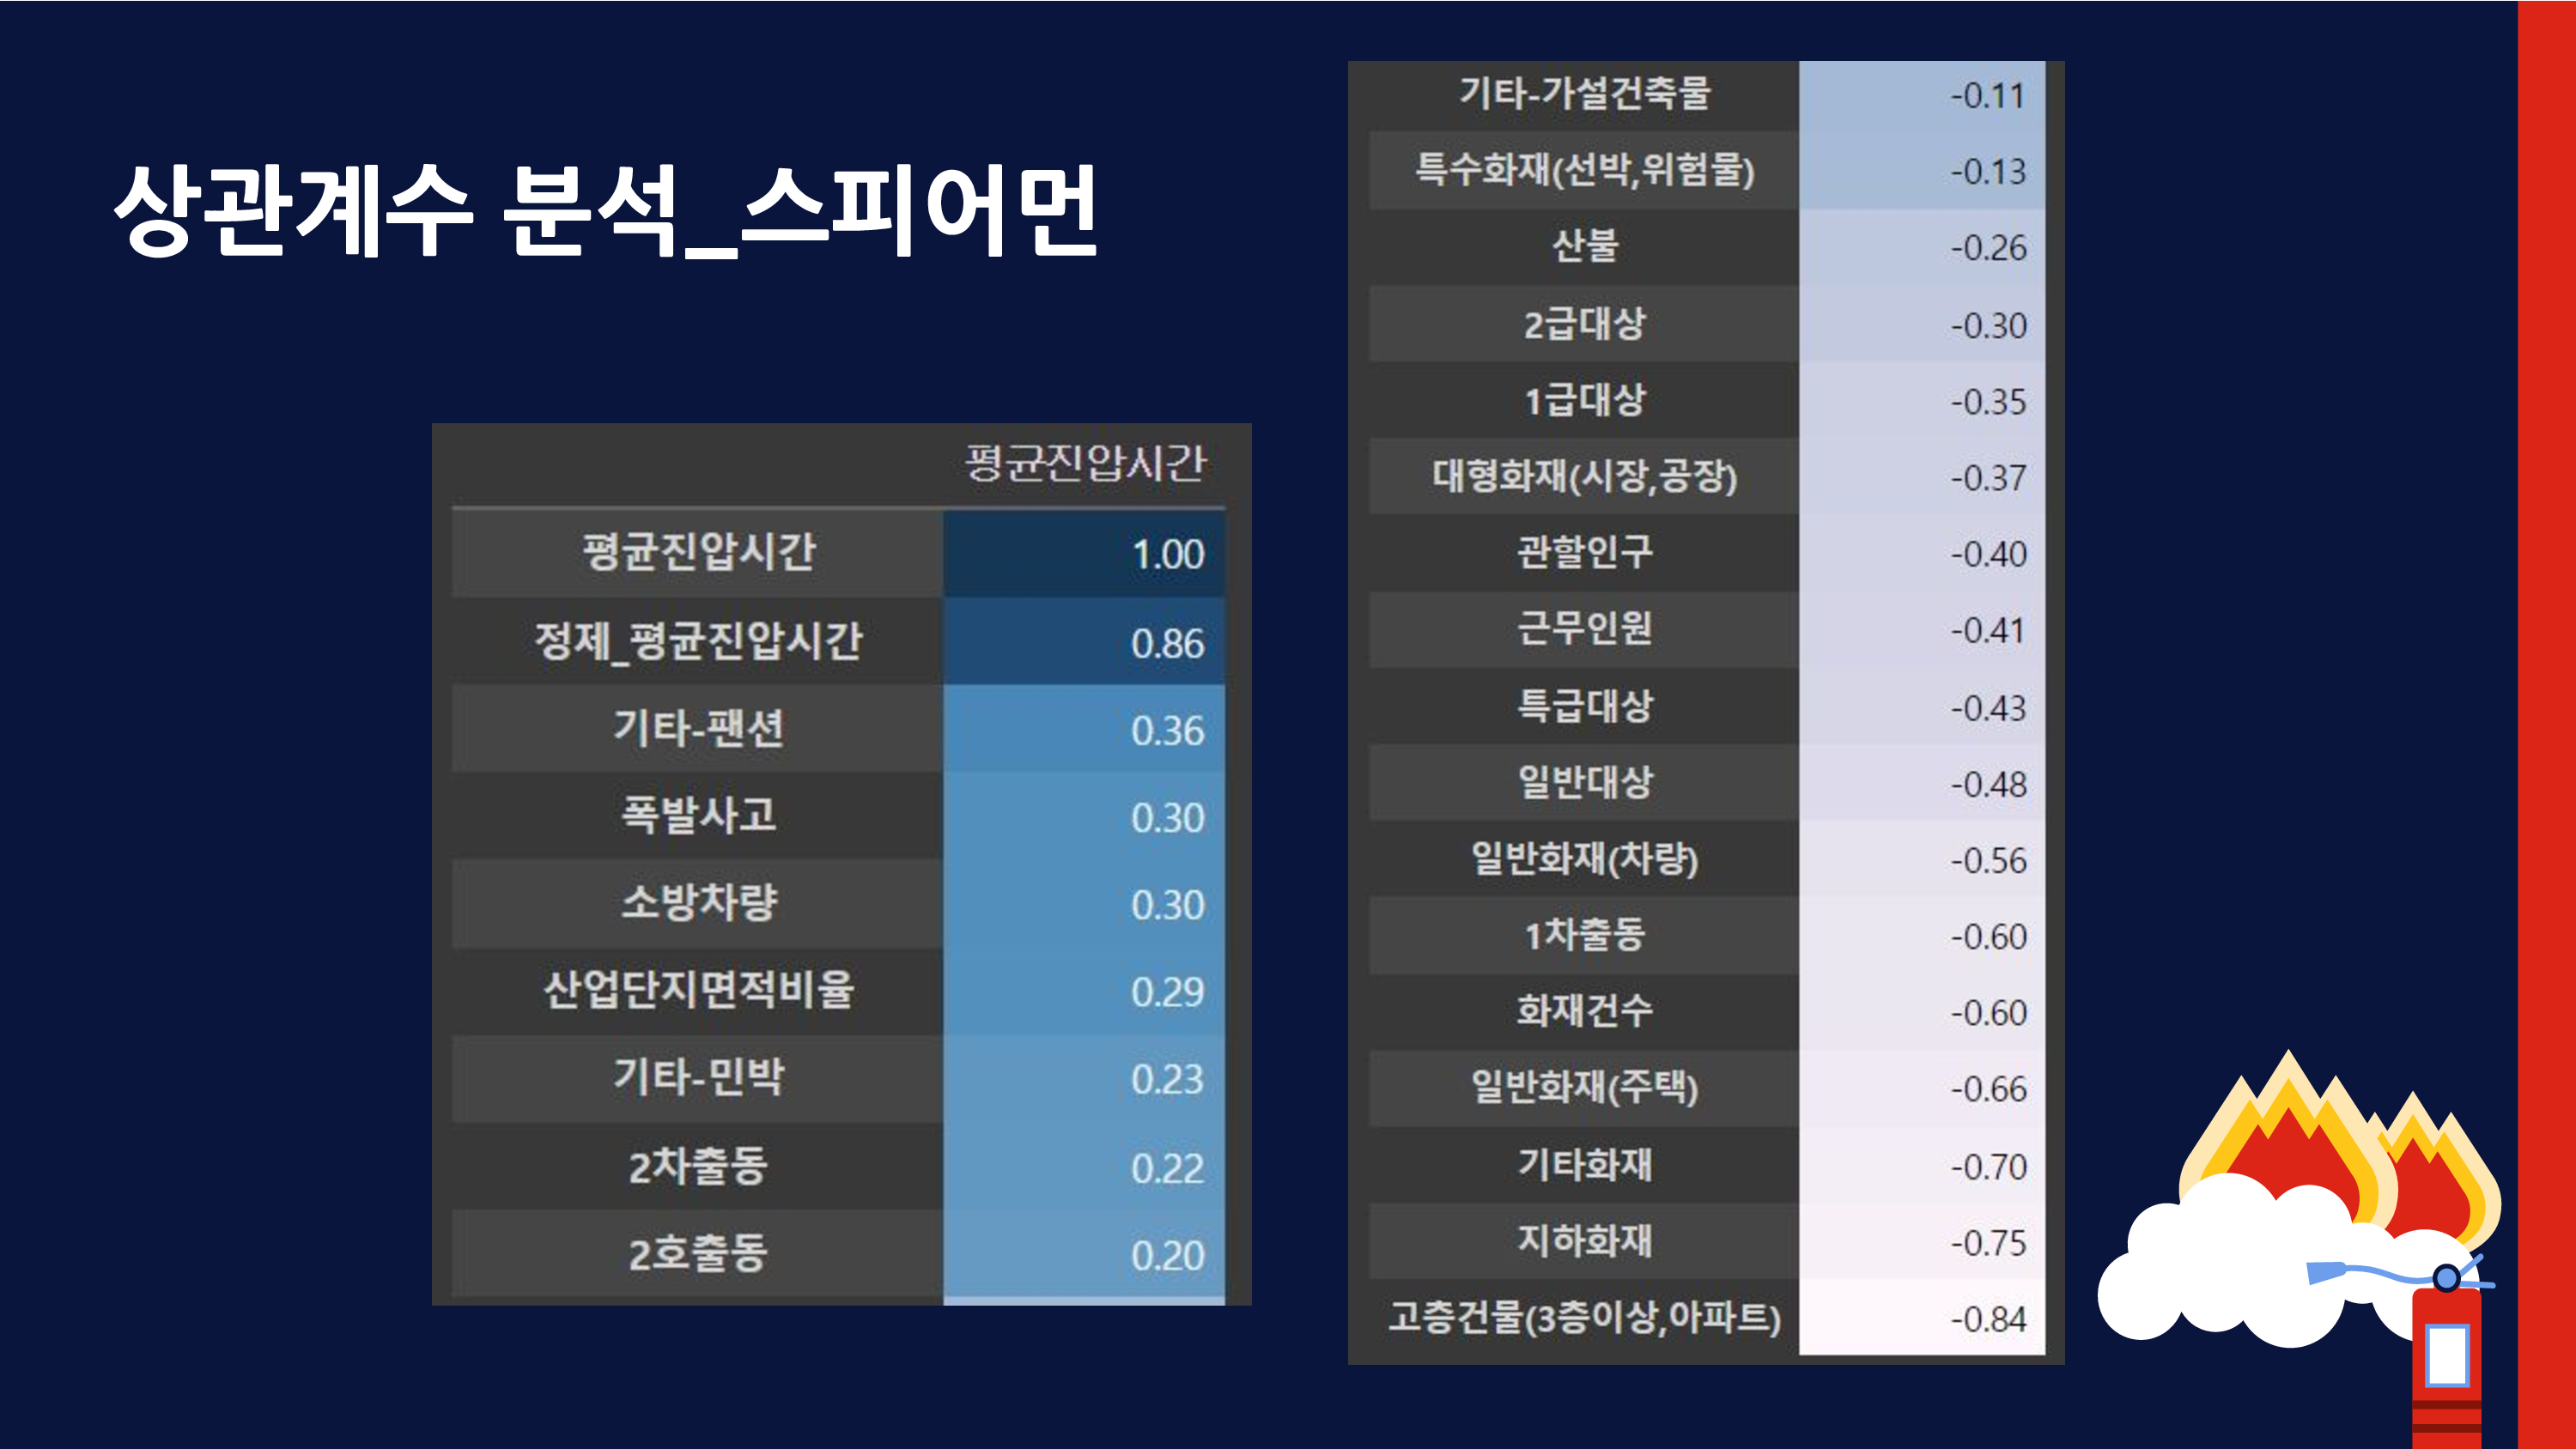 상관계수 분석_스피어먼
평균진압시간
평균진압시간 1.00
정제_평균진압시간 0.86
기타-팬션 0.36
폭발사고 0.30
소방차량 0.30
산업단지면적비율 0.29
기타-민박 0.23
2차출동 0.22
2호출동 0.20
기타-가설건축물 -0.11
특수화재(선박,위험물) -0.13
산불 -0.26
2급대상 -0.30
1급대상 -0.35
대형화재(시장,공장) -0.37
관할인구 -0.40
근무인원 -0.41
특급대상 -0.43
일반대상 -0.48
일반화재(차량) -0.56
1차출동 -0.60
화재건수 -0.60
일반화재(주택) -0.66
기타화재 -0.70
지하화재 -0.75
고층건물(3층이상,아파트) -0.84